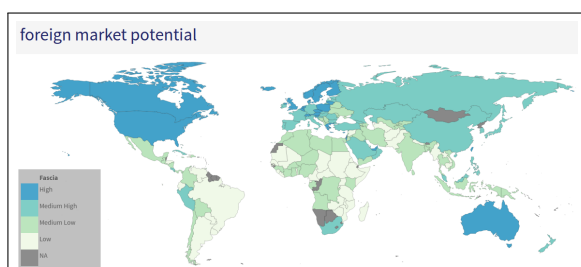 foreign market potential
Fascia
High
Medium High
Medium Low
Low
NA